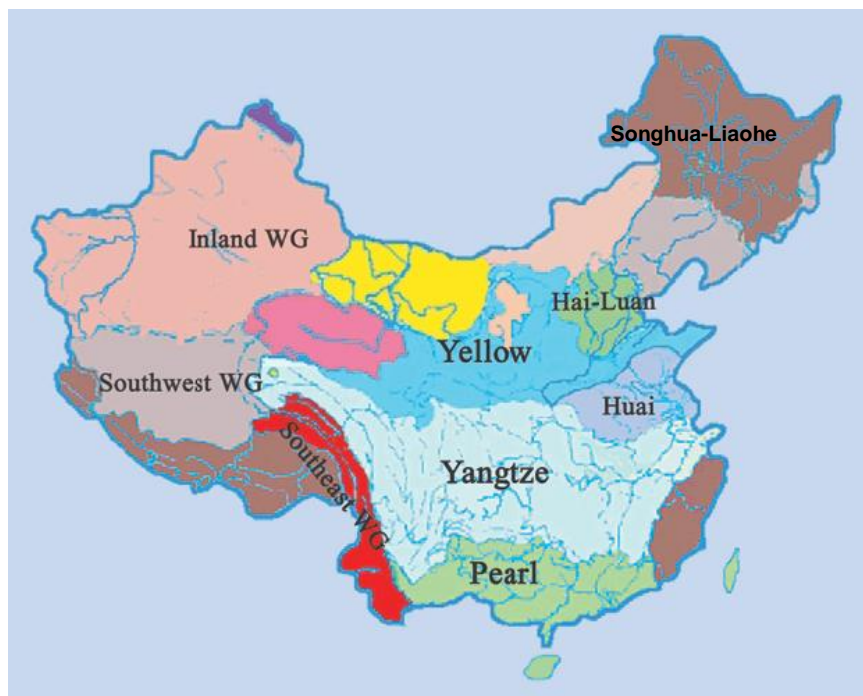 Songhua-Liaohe
Inland WG
Hai-Luan
Yellow
Southwest WG
Huai
Southeast WG
Yangtze
Pearl